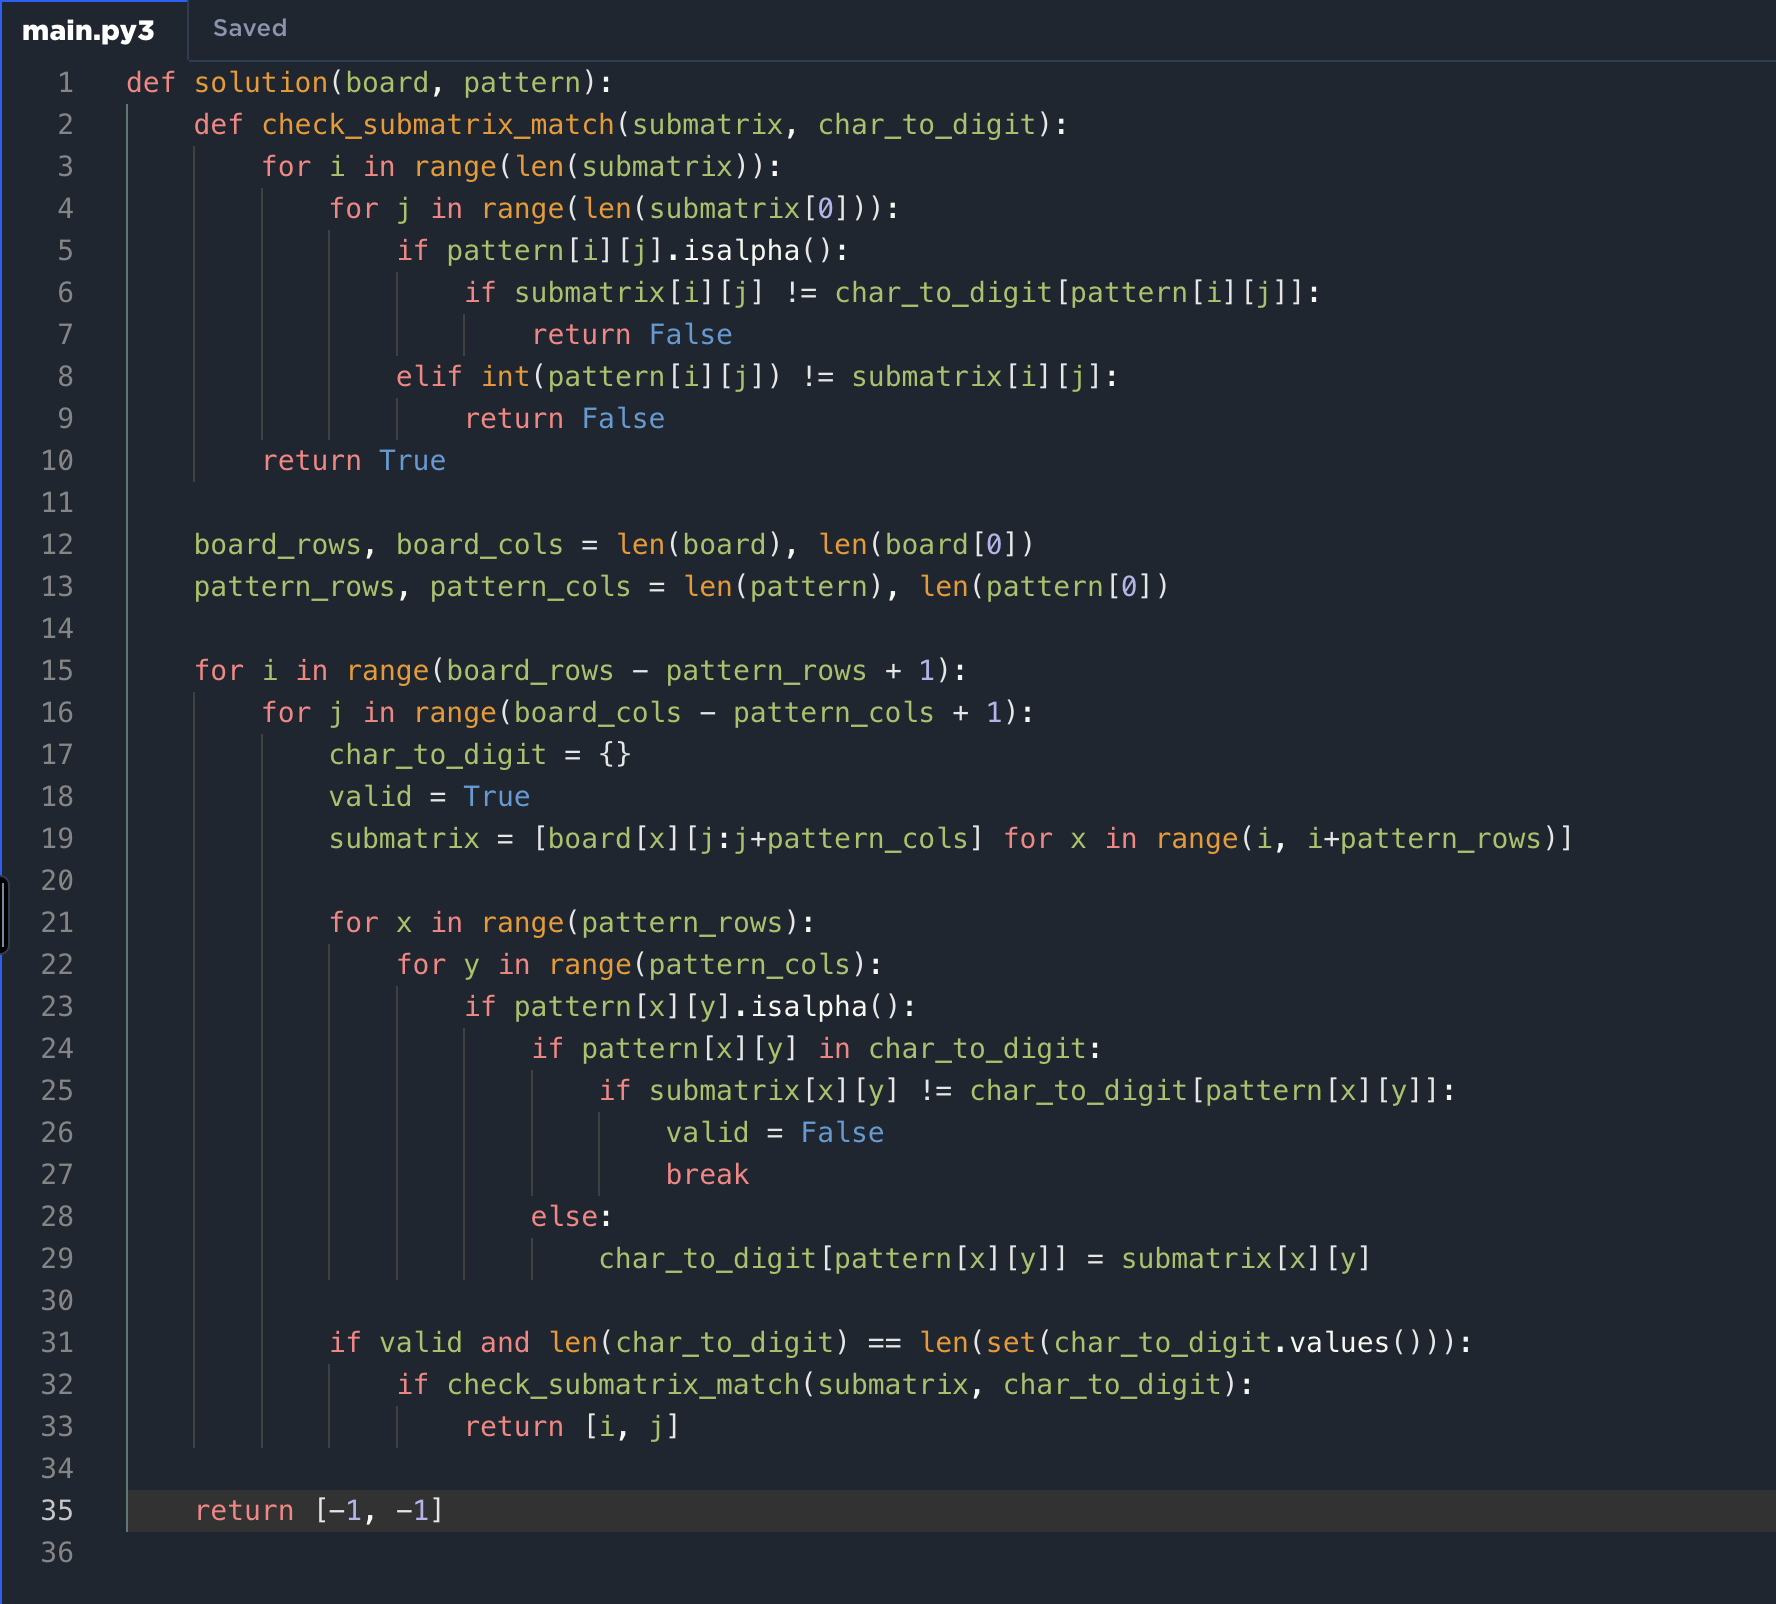 main.py3 Saved
1 def solution(board, pattern):
2     def check_submatrix_match(submatrix, char_to_digit):
3         for i in range(len(submatrix)):
4             for j in range(len(submatrix[0])):
5                 if pattern[i][j].isalpha():
6                     if submatrix[i][j] != char_to_digit[pattern[i][j]]:
7                         return False
8                 elif int(pattern[i][j]) != submatrix[i][j]:
9                     return False
10         return True
11
12     board_rows, board_cols = len(board), len(board[0])
13     pattern_rows, pattern_cols = len(pattern), len(pattern[0])
14
15     for i in range(board_rows - pattern_rows + 1):
16         for j in range(board_cols - pattern_cols + 1):
17             char_to_digit = {}
18             valid = True
19             submatrix = [board[x][j:j+pattern_cols] for x in range(i, i+pattern_rows)]
20
21             for x in range(pattern_rows):
22                 for y in range(pattern_cols):
23                     if pattern[x][y].isalpha():
24                         if pattern[x][y] in char_to_digit:
25                             if submatrix[x][y] != char_to_digit[pattern[x][y]]:
26                                 valid = False
27                                 break
28                         else:
29                             char_to_digit[pattern[x][y]] = submatrix[x][y]
30
31             if valid and len(char_to_digit) == len(set(char_to_digit.values())):
32                 if check_submatrix_match(submatrix, char_to_digit):
33                     return [i, j]
34
35     return [-1, -1]
36